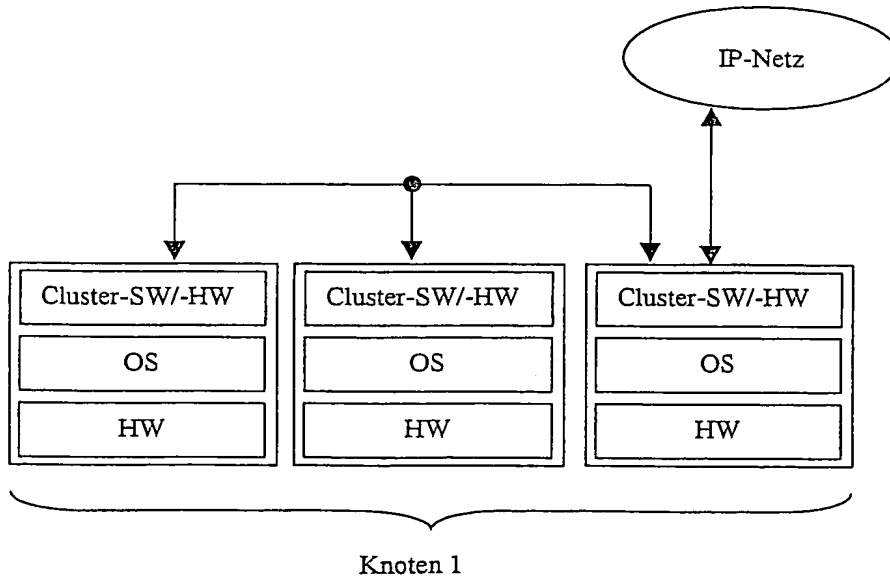 IP-Netz
Cluster-SW/-HW
Cluster-SW/-HW
Cluster-SW/-HW
OS
OS
OS
HW
HW
HW
Knoten 1